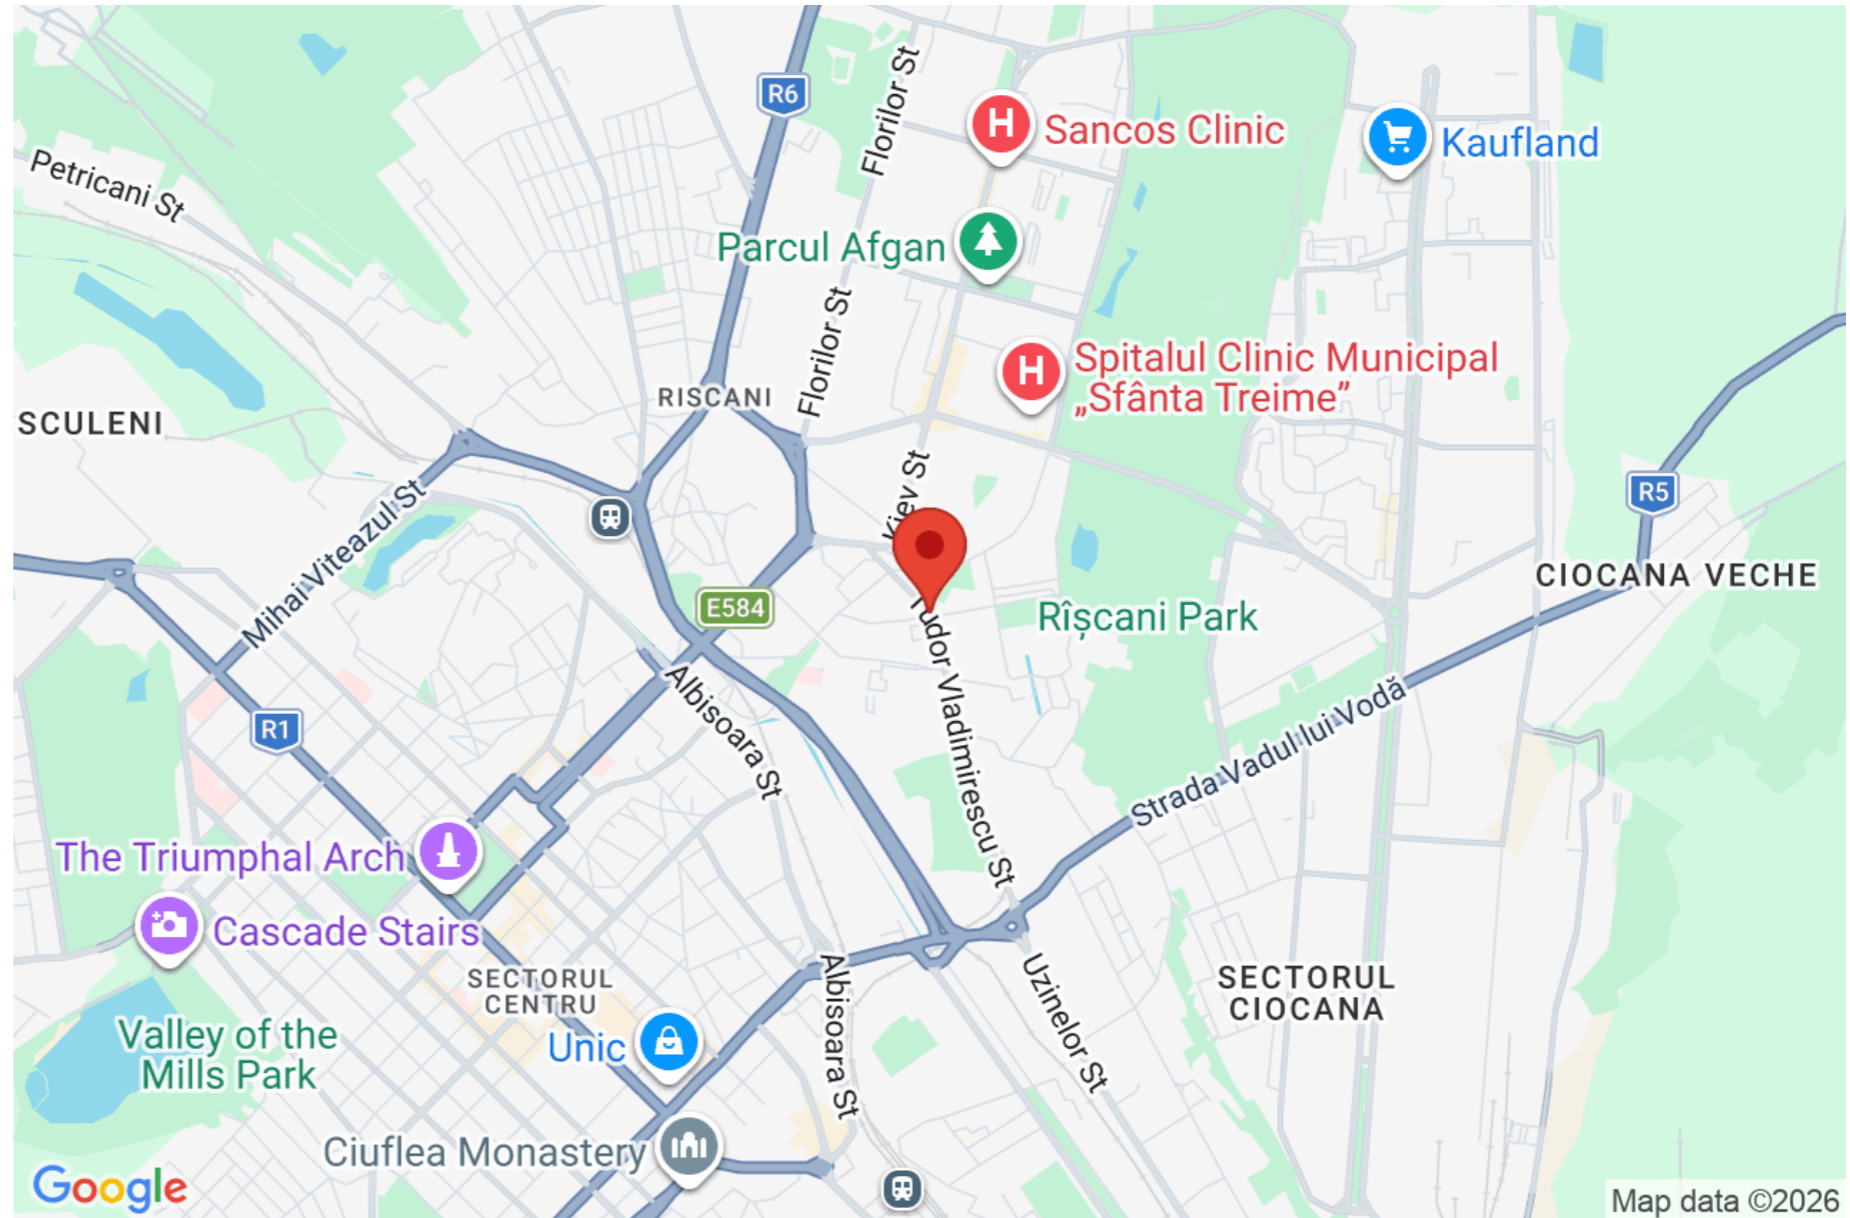 R6
Florilor St
Sancos Clinic
Kaufland
Petricani St
Parcul Afgan
Florilor St
Spitalul Clinic Municipal
„Sfânta Treime”
RISCANI
SCULENI
Kiev St
R5
Mihai Viteazul St
CIOCANA VECHE
E584
Tudor Vladimirescu St
Rîșcani Park
Albisoara St
R1
Strada Vadul lui Vodă
The Triumphal Arch
Cascade Stairs
SECTORUL
CENTRU
Albisoara St
Uzinelor St
SECTORUL
CIOCANA
Valley of the
Mills Park
Unic
Ciuflea Monastery
Google
Map data ©2026